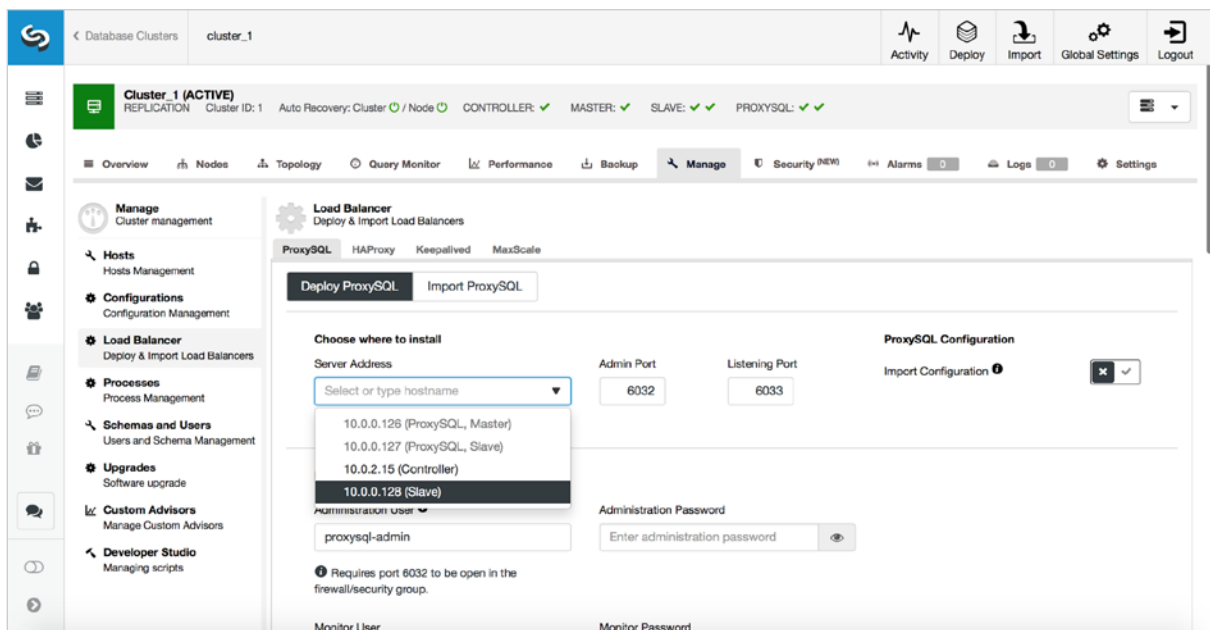 Database Clusters
cluster_1
Activity
Deploy
Import
Global Settings
Logout
Cluster_1 (ACTIVE)
REPLICATION Cluster ID: 1 Auto Recovery: Cluster / Node CONTROLLER: ✔ MASTER: ✔ SLAVE: ✔ ✔ PROXYSQL: ✔ ✔
Overview Nodes Topology Query Monitor Performance Backup Manage Security (NEW) Alarms 0 Logs 0 Settings
Manage
Cluster management
Hosts
Hosts Management
Configurations
Configuration Management
Load Balancer
Deploy & Import Load Balancers
Processes
Process Management
Schemas and Users
Users and Schema Management
Upgrades
Software upgrade
Custom Advisors
Manage Custom Advisors
Developer Studio
Managing scripts
Load Balancer
Deploy & Import Load Balancers
ProxySQL HAProxy Keepalived MaxScale
Deploy ProxySQL Import ProxySQL
Choose where to install
Server Address
Select or type hostname
10.0.0.126 (ProxySQL, Master)
10.0.0.127 (ProxySQL, Slave)
10.0.2.15 (Controller)
10.0.0.128 (Slave)
Admin Port
6032
Listening Port
6033
ProxySQL Configuration
Import Configuration
Administration User
proxysql-admin
Requires port 6032 to be open in the
firewall/security group.
Administration Password
Enter administration password
Monitor User
Monitor Password